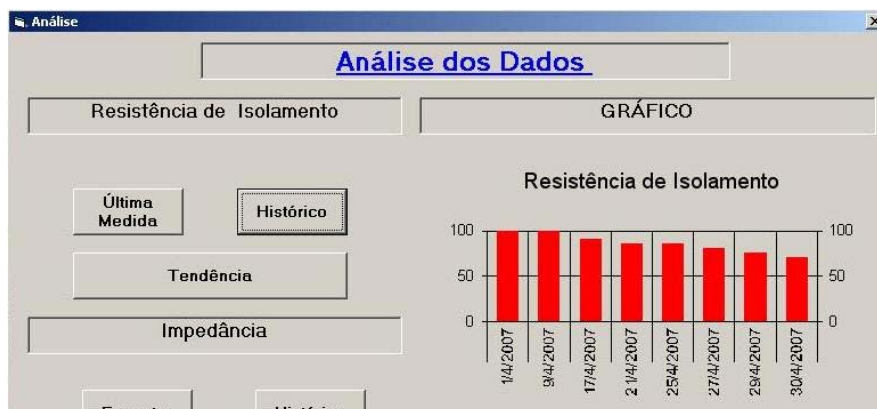 Análise
Análise dos Dados
Resistência de Isolamento
GRÁFICO
Última
Medida
Histórico
Tendência
Impedância
Resistência de Isolamento
100
50
0
100
50
0
1/4/2007
9/4/2007
17/4/2007
21/4/2007
25/4/2007
27/4/2007
29/4/2007
30/4/2007